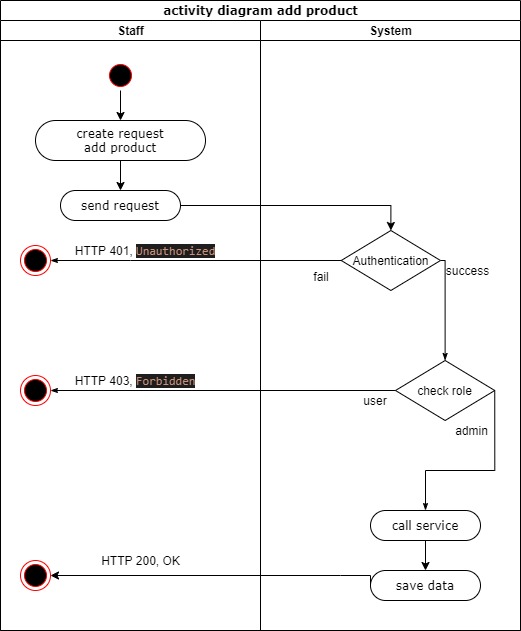 activity diagram add product
Staff
System
create request
add product
send request
HTTP 401, Unauthorized
Authentication
fail
success
HTTP 403, Forbidden
check role
user
admin
call service
HTTP 200, OK
save data